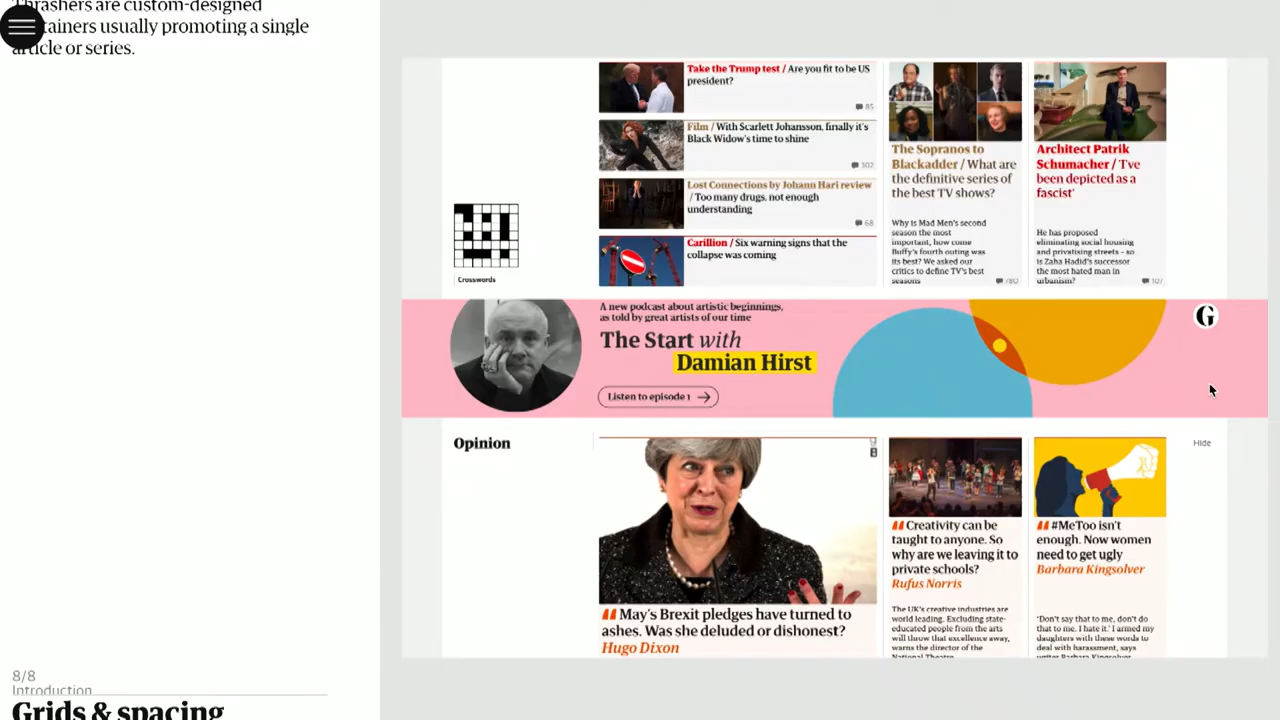 Thrashers are custom-designed
containers usually promoting a single
article or series.
8/8
Introduction
Grids & spacing
Take the Trump test / Are you fit to be US
president?
85
Film / With Scarlett Johansson, finally it's
Black Widow's time to shine
302
Lost Connections by Johann Hari review
/ Too many drugs, not enough
understanding
68
Carillion / Six warning signs that the
collapse was coming
The Sopranos to
Blackadder / What are
the definitive series of
the best TV shows?
Why is Mad Men's second
season the most
important, how come
Buffy's fourth outing was
its best? We asked our
critics to define TV's best
seasons
780
Architect Patrik
Schumacher / 'I've
been depicted as a
fascist'
He has proposed
eliminating social housing
and privatising streets - so
is Zaha Hadid's successor
the most hated man in
urbanism?
107
Crosswords
A new podcast about artistic beginnings,
as told by great artists of our time
The Start with
Damian Hirst
Listen to episode 1
G
Opinion
Hide
May's Brexit pledges have turned to
ashes. Was she deluded or dishonest?
Hugo Dixon
Creativity can be
taught to anyone. So
why are we leaving it to
private schools?
Rufus Norris
The UK's creative industries are
world leading. Excluding state-
educated people from the arts
will throw that excellence away,
warns the director of the
National Theatre
#MeToo isn't
enough. Now women
need to get ugly
Barbara Kingsolver
'Don't say that to me, don't do
that to me. I hate it.' I armed my
daughters with these words to
deal with harassment, says
writer Barbara Kingsolver